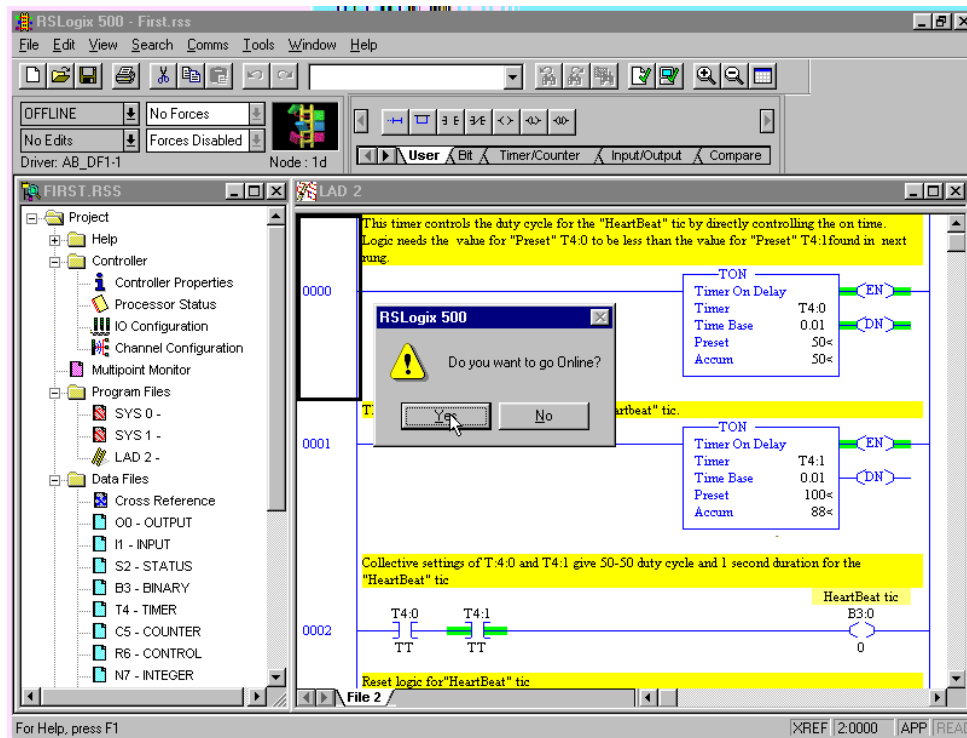 RSLogix 500 - First.rss
File Edit View Search Comms Tools Window Help
OFFLINE
No Forces
No Edits
Forces Disabled
Driver: AB_DF1-1
Node : 1d
User
Bit
Timer/Counter
Input/Output
Compare
FIRST.RSS
Project
Help
Controller
Controller Properties
Processor Status
IO Configuration
Channel Configuration
Multipoint Monitor
Program Files
SYS 0 -
SYS 1 -
LAD 2 -
Data Files
Cross Reference
O0 - OUTPUT
I1 - INPUT
S2 - STATUS
B3 - BINARY
T4 - TIMER
C5 - COUNTER
R6 - CONTROL
N7 - INTEGER
LAD 2
This timer controls the duty cycle for the "HeartBeat" tic by directly controlling the on time.
Logic needs the value for "Preset" T4:0 to be less than the value for "Preset" T4:1found in next
rung.
0000
TON
Timer On Delay
Timer T4:0
Time Base 0.01
Preset 50<
Accum 50<
EN
DN
RSLogix 500
Do you want to go Online?
Yes
No
tic.
0001
TON
Timer On Delay
Timer T4:1
Time Base 0.01
Preset 100<
Accum 88<
EN
DN
Collective settings of T:4:0 and T4:1 give 50-50 duty cycle and 1 second duration for the
"HeartBeat" tic
HeartBeat tic
0002
T4:0 T4:1 B3:0
TT TT 0
Reset logic for"HeartBeat" tic
File 2
For Help, press F1
XREF 2:0000 APP READ